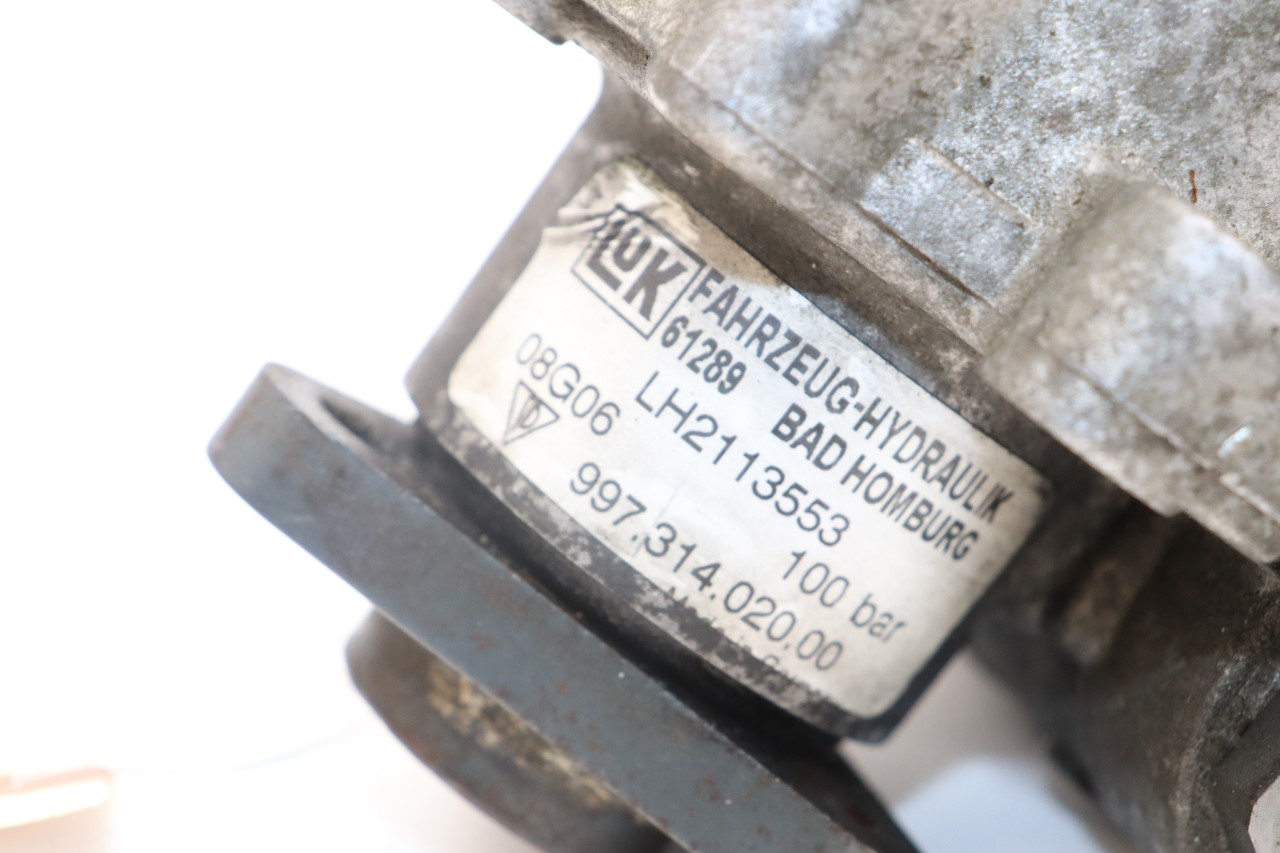 LUK FAHRZEUG-HYDRAULIK
61289 BAD HOMBURG
LH2113553 100 bar
08G06
997.314.020.00